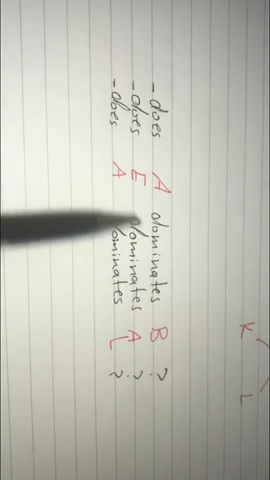 -does A dominates B ?
-does E dominates A ?
-does A dominates L ?
K
L